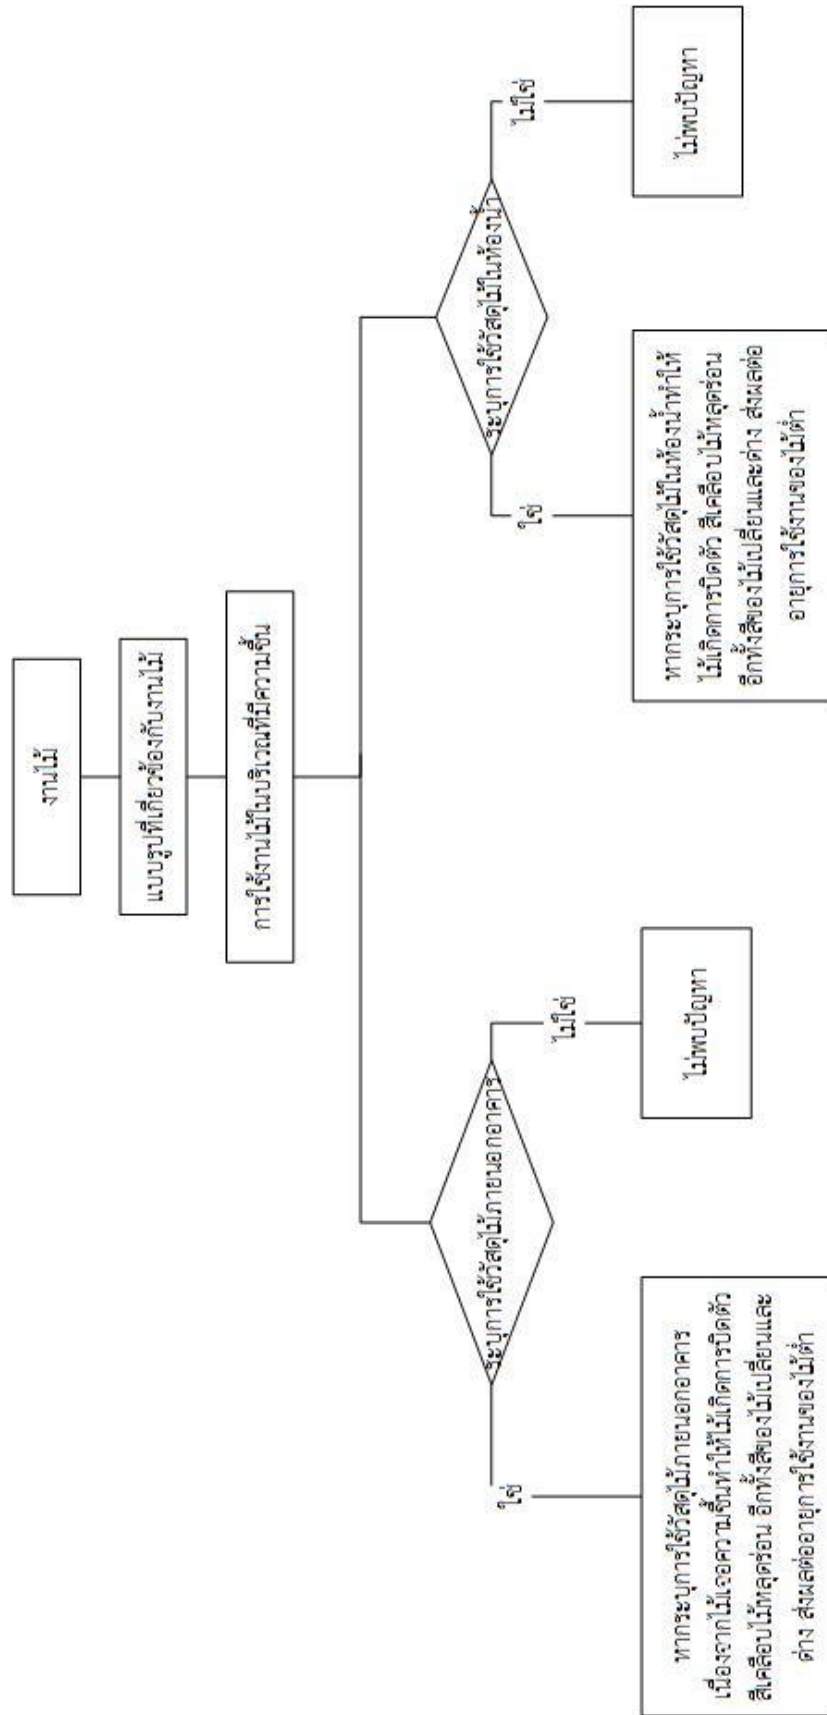 งานไม้
แบบรูปที่เกี่ยวข้องกับงานไม้
การใช้งานไม้ในบริเวณที่มีความชื้น
ระบุการใช้วัสดุไม้ภายนอกอาคาร
ใช่
ไม่ใช่
หากระบุการใช้วัสดุไม้ภายนอกอาคาร
เนื่องจากไม้เจอความชื้นทำให้ไม้เกิดการบิดตัว
สีเคลือบไม้หลุดร่อน อีกทั้งสีของไม้เปลี่ยนและ
ด่าง ส่งผลต่ออายุการใช้งานของไม้ต่ำ
ไม่พบปัญหา
ระบุการใช้วัสดุไม้ในห้องน้ำ
ใช่
ไม่ใช่
หากระบุการใช้วัสดุไม้ในห้องน้ำทำให้
ไม้เกิดการบิดตัว สีเคลือบไม้หลุดร่อน
อีกทั้งสีของไม้เปลี่ยนและด่าง ส่งผลต่อ
อายุการใช้งานของไม้ต่ำ
ไม่พบปัญหา